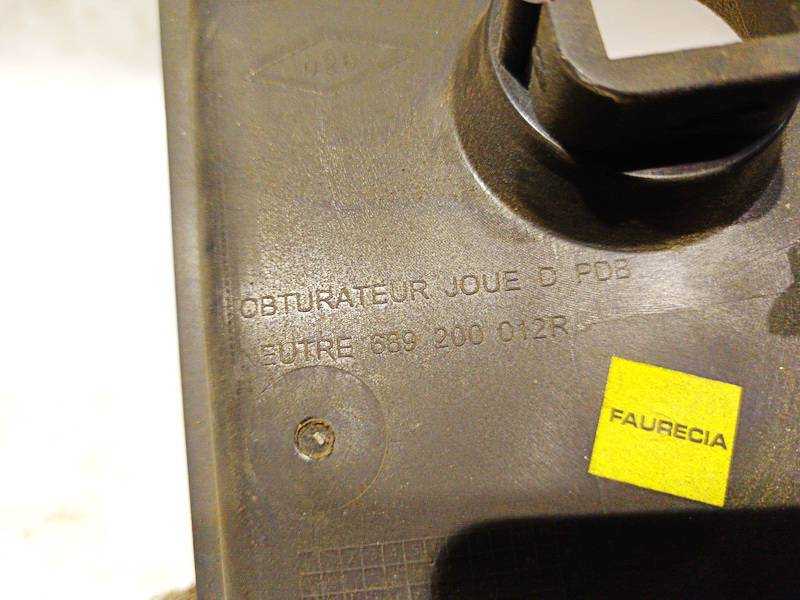 OBTURATEUR JOUE D PDB
NEUTRE 689 200 012R
FAURECIA